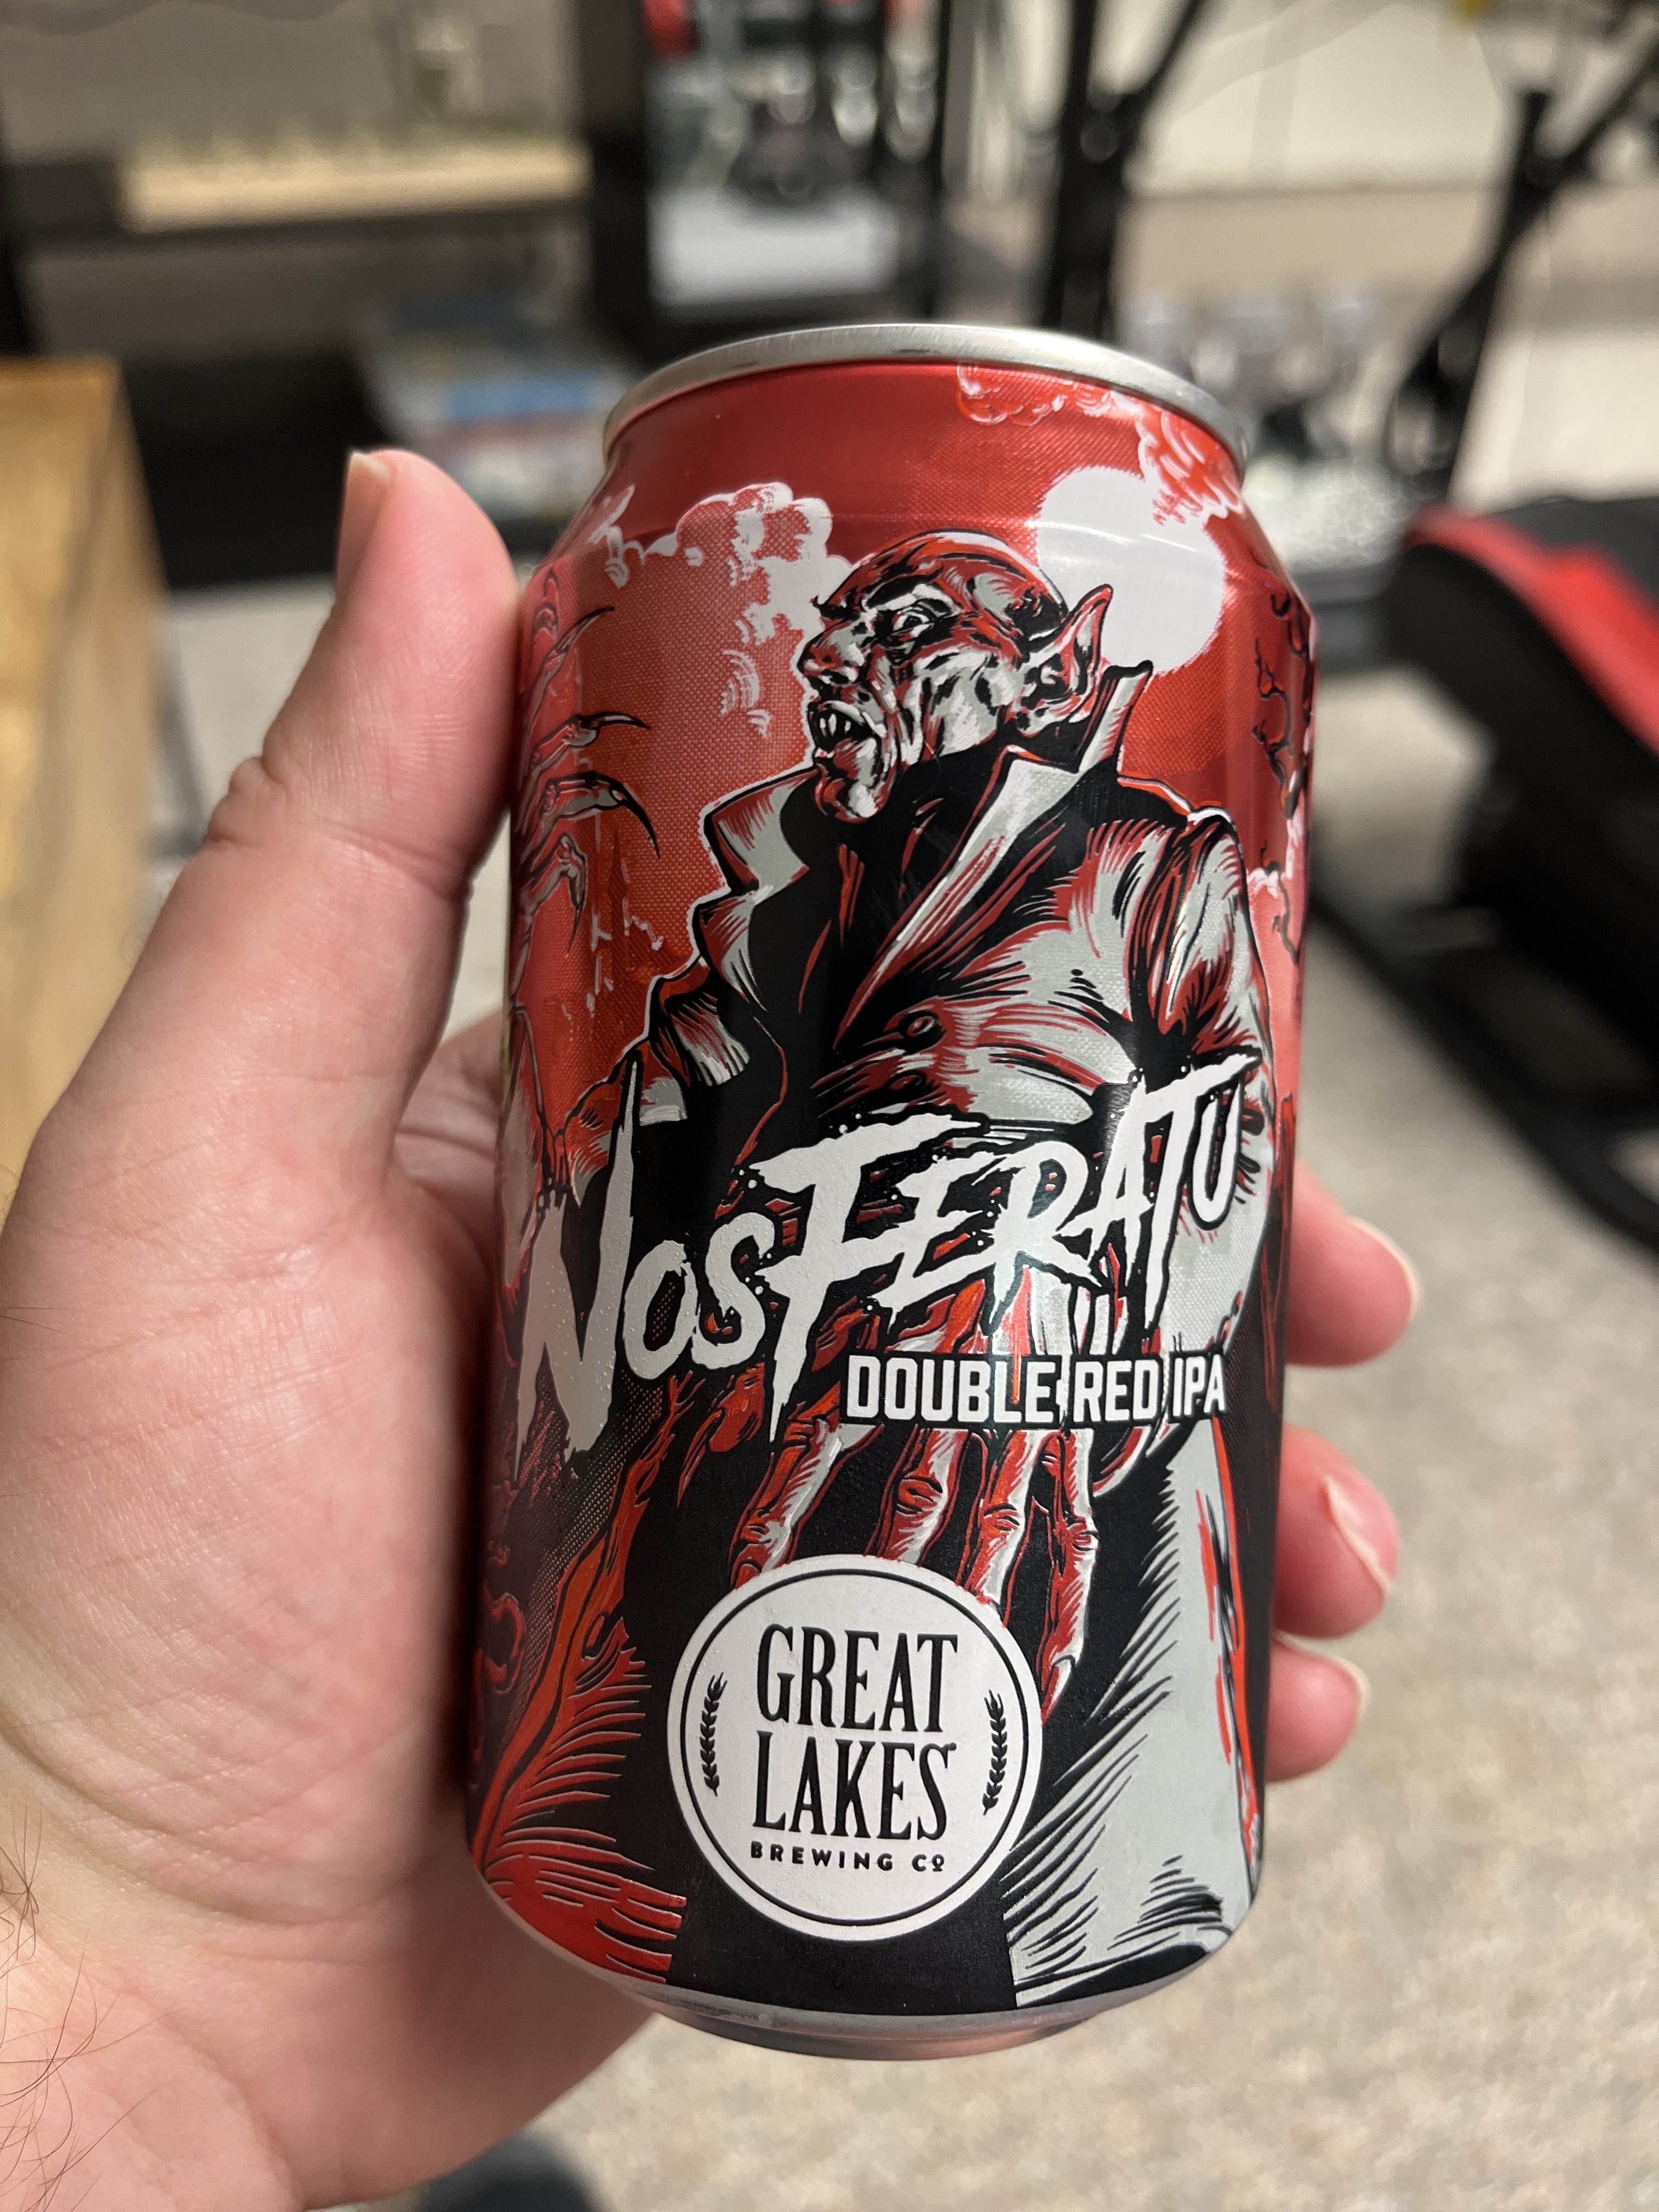 NOSFERATU
DOUBLE RED IPA
GREAT
LAKES
BREWING Cº